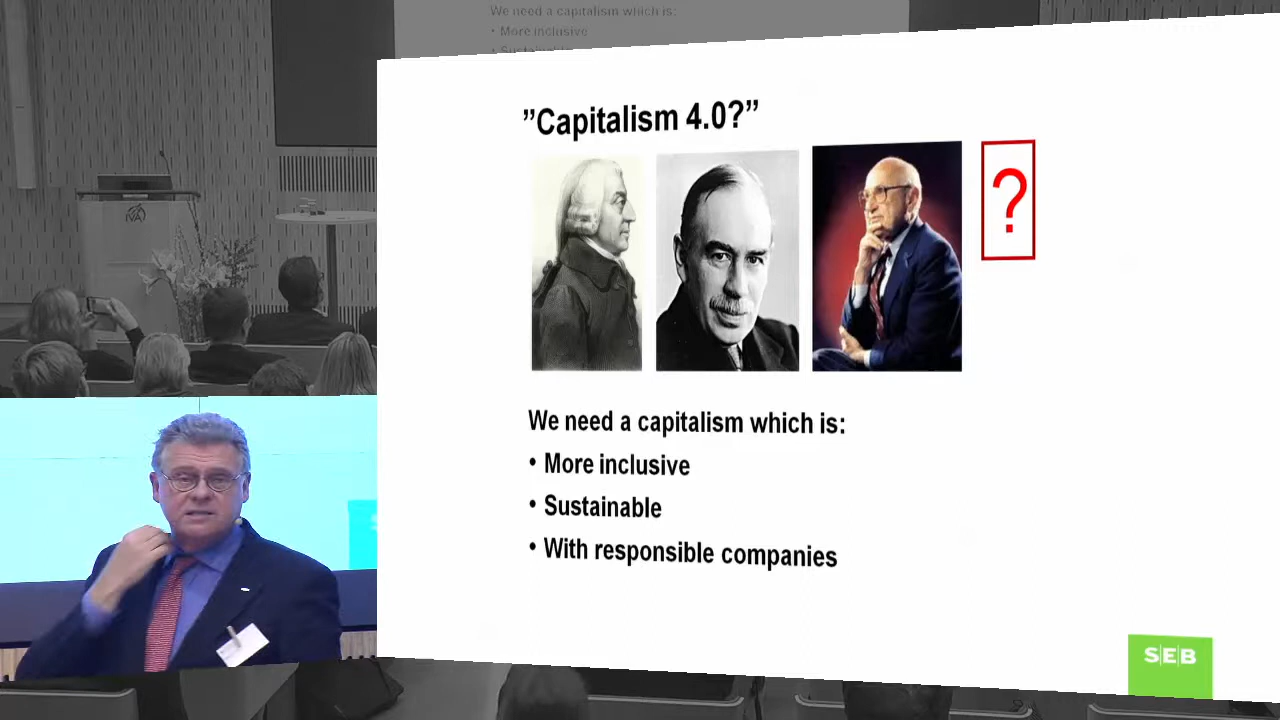 We need a capitalism which is:
• More inclusive
• Sustainable
”Capitalism 4.0?”
?
We need a capitalism which is:
• More inclusive
• Sustainable
• With responsible companies
SEB